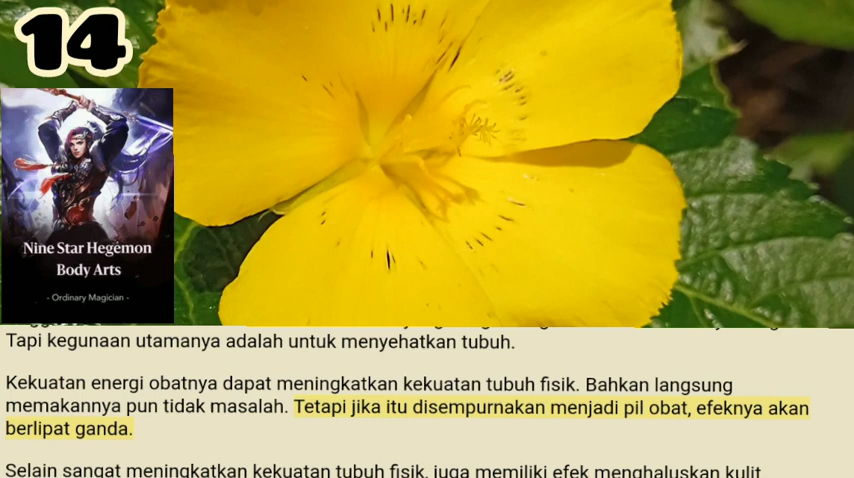 14
Nine Star Hegemon
Body Arts
- Ordinary Magician -
Tapi kegunaan utamanya adalah untuk menyehatkan tubuh.
Kekuatan energi obatnya dapat meningkatkan kekuatan tubuh fisik. Bahkan langsung
memakannya pun tidak masalah. Tetapi jika itu disempurnakan menjadi pil obat, efeknya akan
berlipat ganda.
Selain sangat meningkatkan kekuatan tubuh fisik, juga memiliki efek menghaluskan kulit